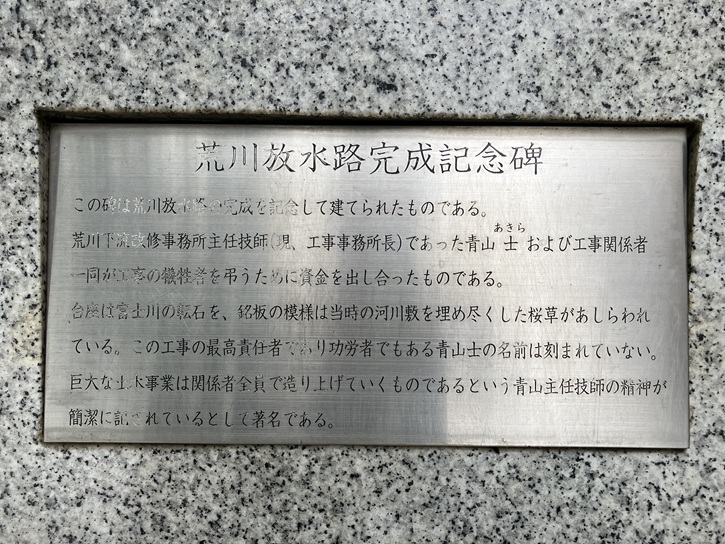 荒川放水路完成記念碑
この碑は荒川放水路の完成を記念して建てられたものである。
荒川下流改修事務所主任技師(現、工事事務所長)であった青山士および工事関係者
あきら
一同が工事の犠牲者を弔うために資金を出し合ったものである。
台座は富士川の転石を、銘板の模様は当時の河川敷を埋め尽くした桜草があしらわれ
ている。この工事の最高責任者であり功労者でもある青山士の名前は刻まれていない。
巨大な土木事業は関係者全員で造り上げていくものであるという青山主任技師の精神が
簡潔に記されているとして著名である。